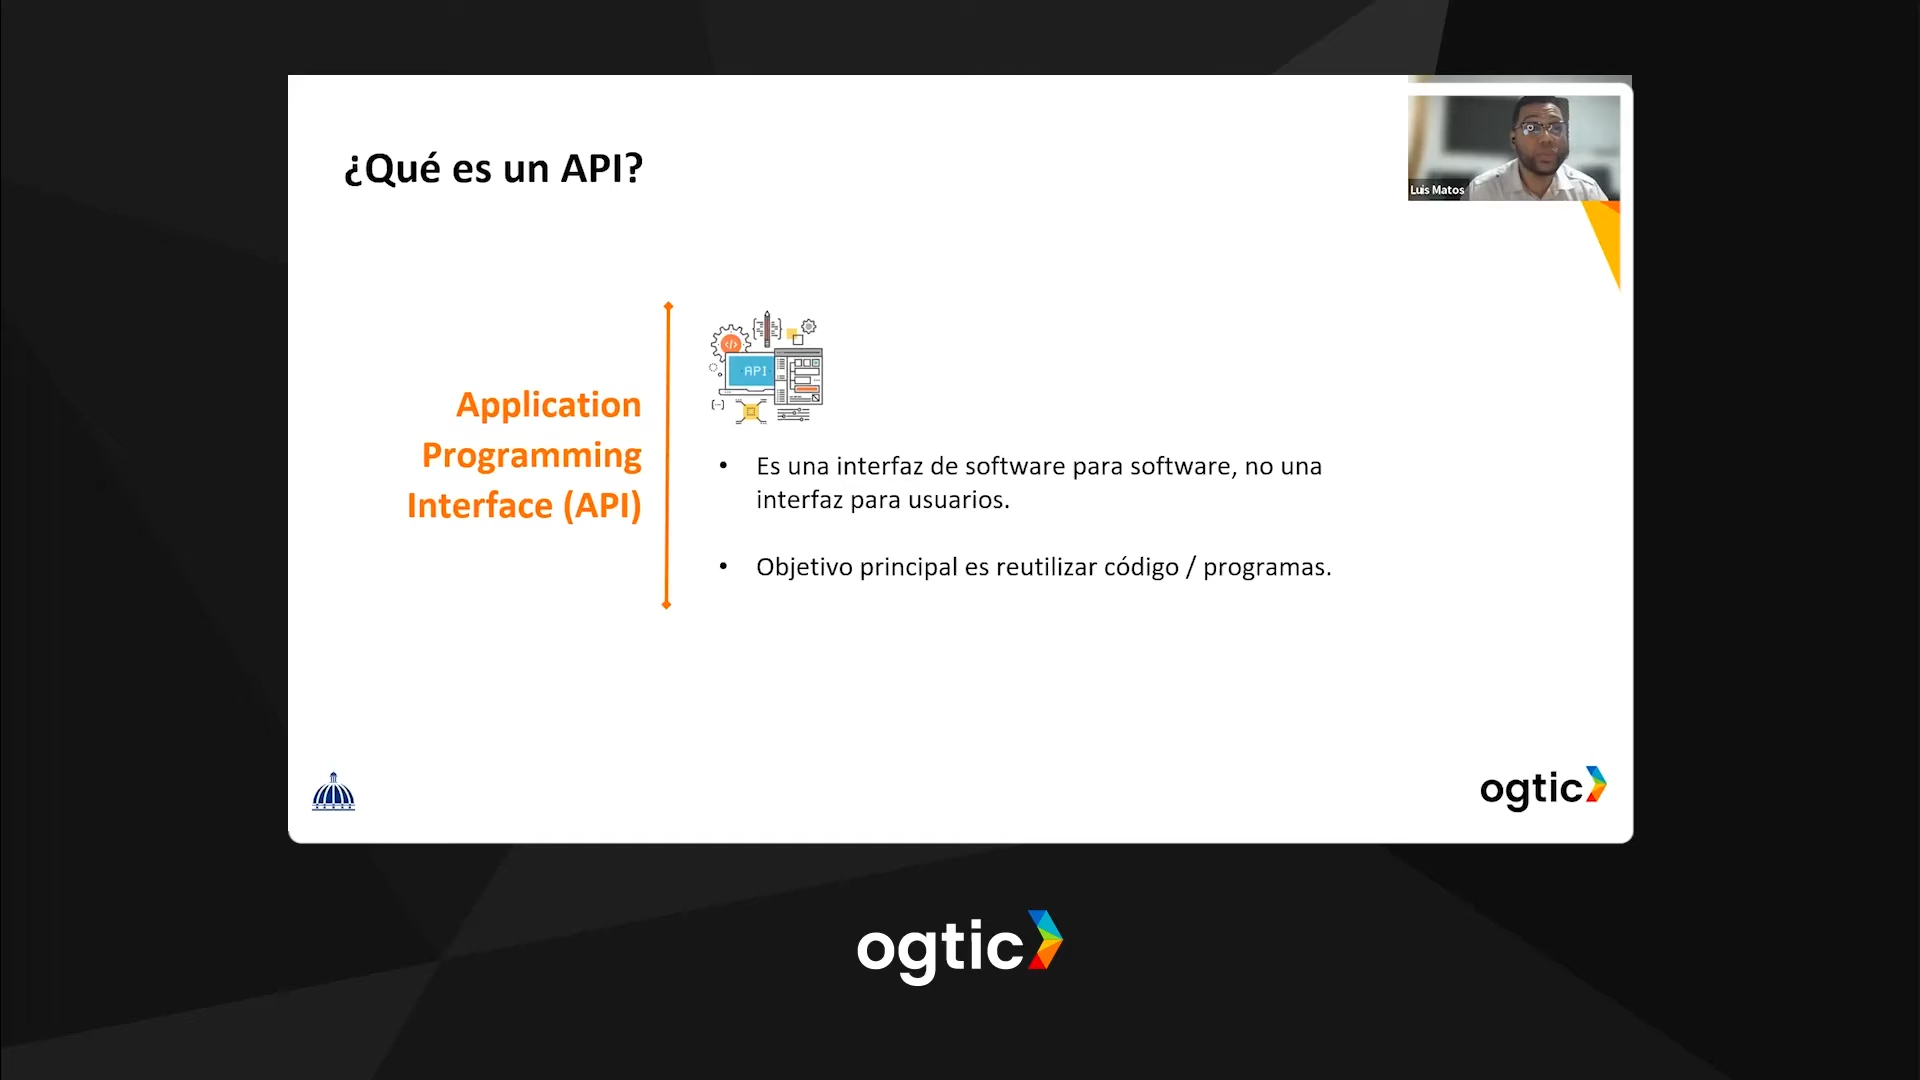 ¿Qué es un API?
Luis Matos
Application
Programming
Interface (API)
API
</>
• Es una interfaz de software para software, no una
interfaz para usuarios.
• Objetivo principal es reutilizar código / programas.
ogtic
ogtic